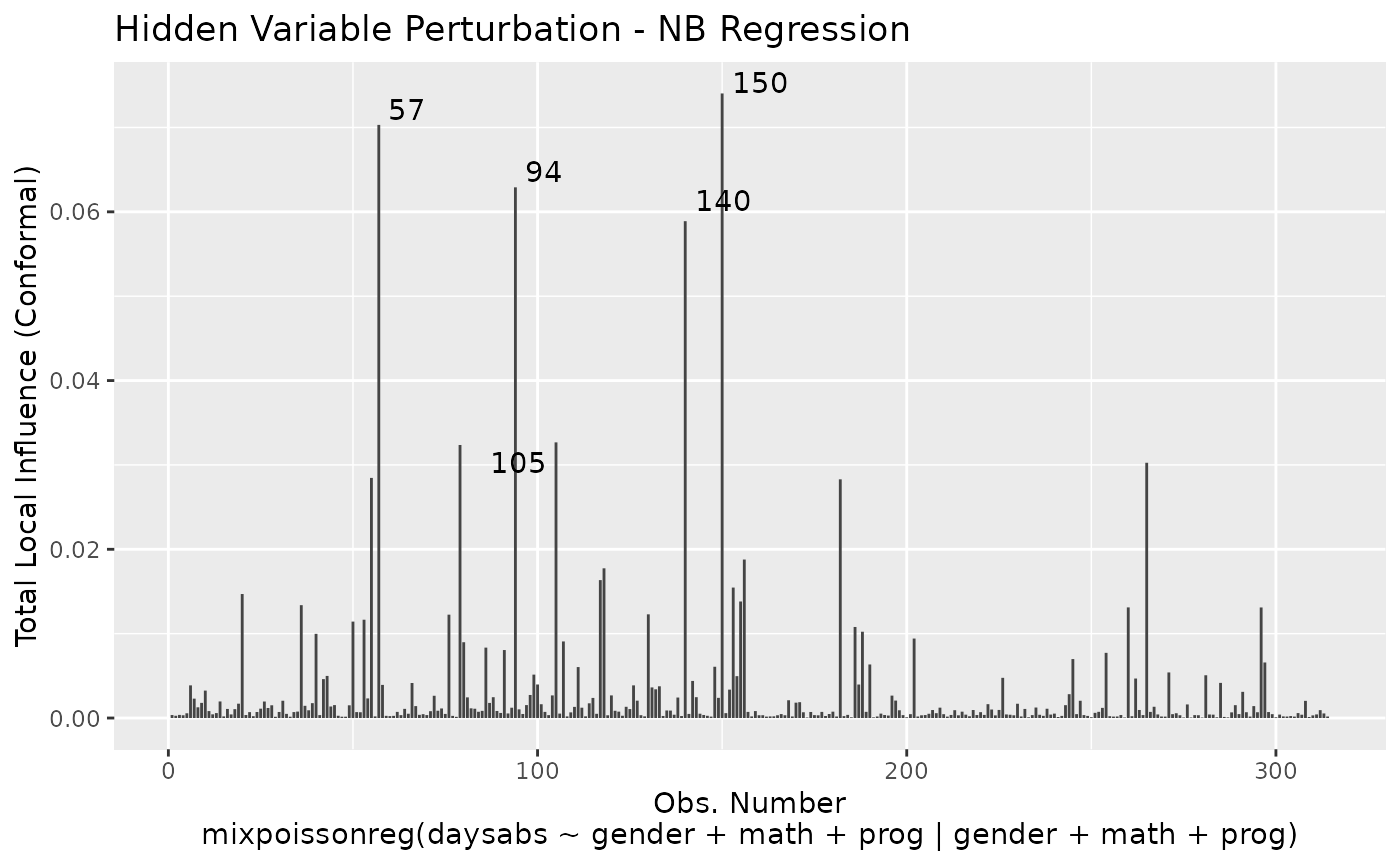 Hidden Variable Perturbation - NB Regression
150
57
94
140
105
Total Local Influence (Conformal)
0.06
0.04
0.02
0.00
0 100 200 300
Obs. Number
mixpoissonreg(daysabs ~ gender + math + prog | gender + math + prog)